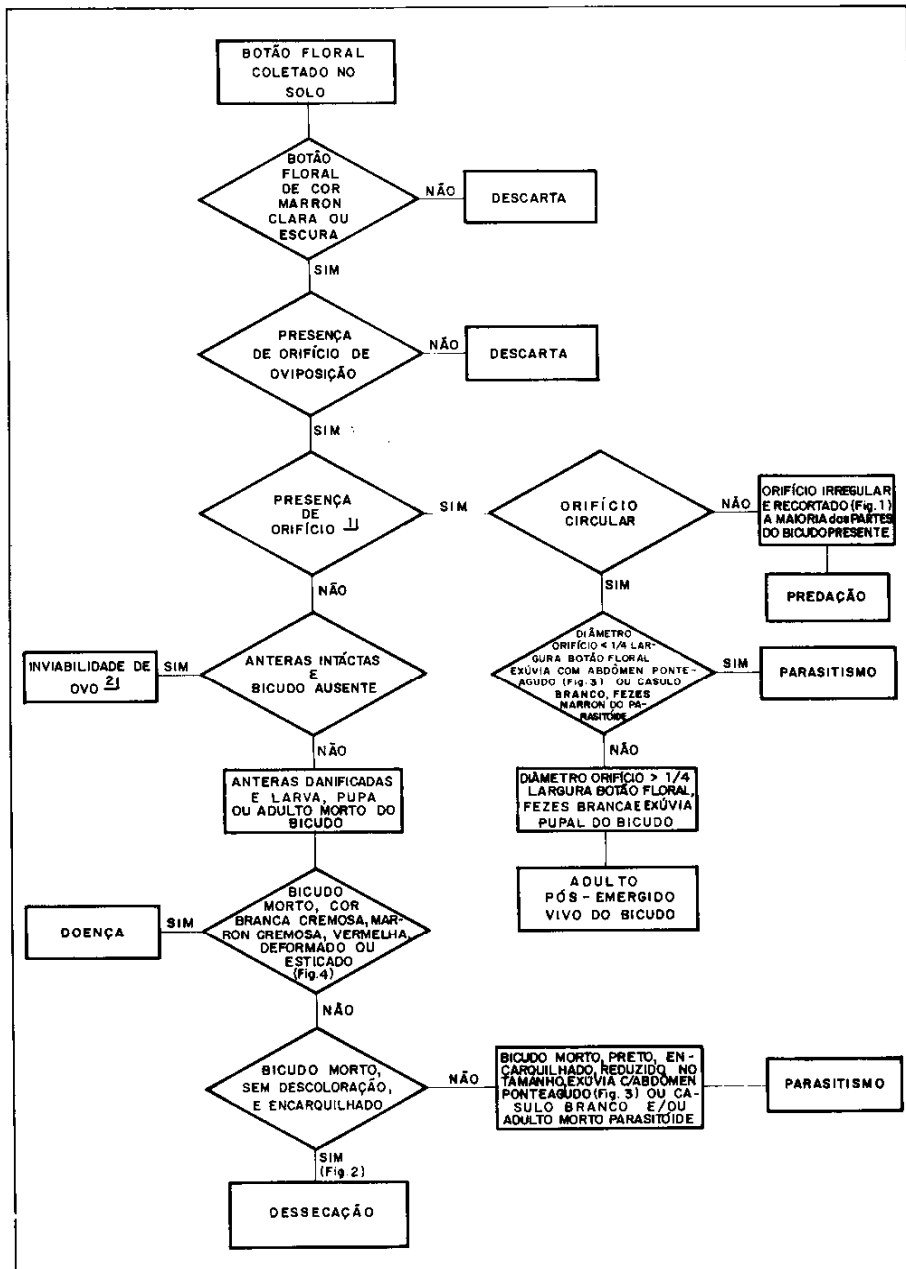 BOTÃO FLORAL
COLETADO NO
SOLO
BOTÃO
FLORAL
DE COR
MARRON
CLARA OU
ESCURA
NÃO
DESCARTA
SIM
PRESENÇA
DE ORIFÍCIO DE
OVIPOSIÇÃO
NÃO
DESCARTA
SIM
PRESENÇA
DE
ORIFÍCIO 1|
SIM
ORIFÍCIO
CIRCULAR
NÃO
ORIFÍCIO IRREGULAR
E RECORTADO (Fig. 1)
A MAIORIA das PARTES
DO BICUDO PRESENTE
PREDAÇÃO
NÃO
SIM
ANTERAS INTÁCTAS
E
BICUDO AUSENTE
SIM
INVIABILIDADE DE
OVO 2|
DIÂMETRO
ORIFÍCIO < 1/4 LAR-
GURA BOTÃO FLORAL
EXÚVIA COM ABDÔMEN PONTE-
AGUDO (Fig. 3) OU CASULO
BRANCO, FEZES
MARRON DO PA-
RASITÓIDE
SIM
PARASITISMO
NÃO
NÃO
ANTERAS DANIFICADAS
E LARVA, PUPA
OU ADULTO MORTO DO
BICUDO
DIÂMETRO ORIFÍCIO > 1/4
LARGURA BOTÃO FLORAL,
FEZES BRANCA E EXÚVIA
PUPAL DO BICUDO
ADULTO
PÓS-EMERGIDO
VIVO DO BICUDO
BICUDO
MORTO, COR
BRANCA CREMOSA, MAR-
RON CREMOSA, VERMELHA,
DEFORMADO OU
ESTICADO
(Fig. 4)
SIM
DOENÇA
NÃO
BICUDO MORTO,
SEM DESCOLORAÇÃO,
E ENCARQUILHADO
NÃO
BICUDO MORTO, PRETO, EN-
CARQUILHADO, REDUZIDO NO
TAMANHO, EXÚVIA C/ABDÔMEN
PONTEAGUDO (Fig. 3) OU CA-
SULO BRANCO E/OU
ADULTO MORTO PARASITÓIDE
PARASITISMO
SIM
(Fig. 2)
DESSECAÇÃO